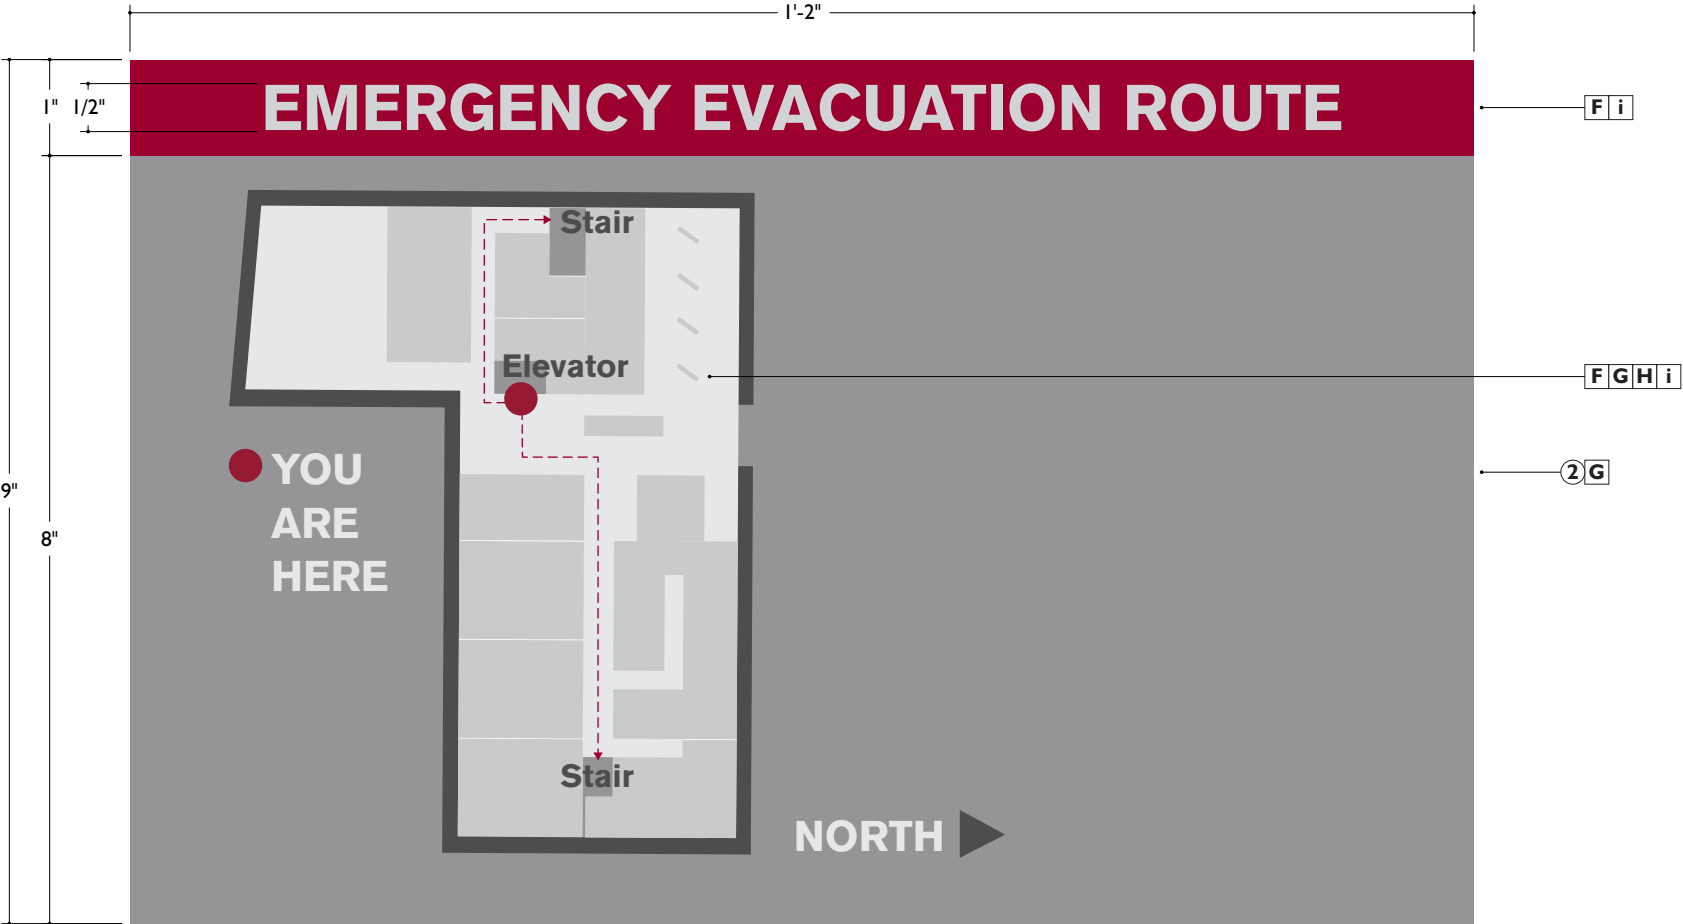 1'-2"
EMERGENCY EVACUATION ROUTE
1" 1/2"
F i
Stair
Elevator
F G H i
YOU
ARE
HERE
2 G
9"
8"
Stair
NORTH